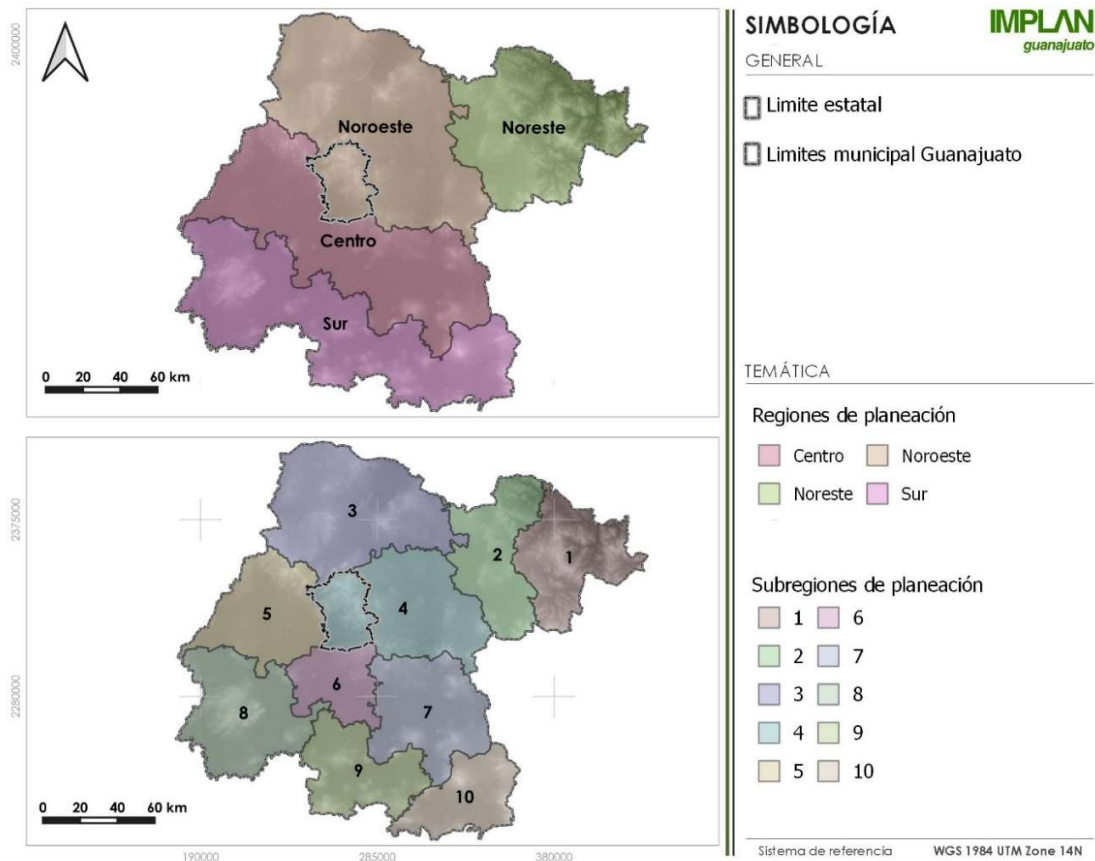 2400000
Noroeste
Noreste
Centro
Sur
0 20 40 60 km
2375000
2280000
3
2
1
5
4
6
8
7
9
10
0 20 40 60 km
190000 285000 380000
SIMBOLOGÍA
IMPLAN
guanajuato
GENERAL
Limite estatal
Limites municipal Guanajuato
TEMÁTICA
Regiones de planeación
Centro Noroeste
Noreste Sur
Subregiones de planeación
1 6
2 7
3 8
4 9
5 10
Sistema de referencia WGS 1984 UTM Zone 14N